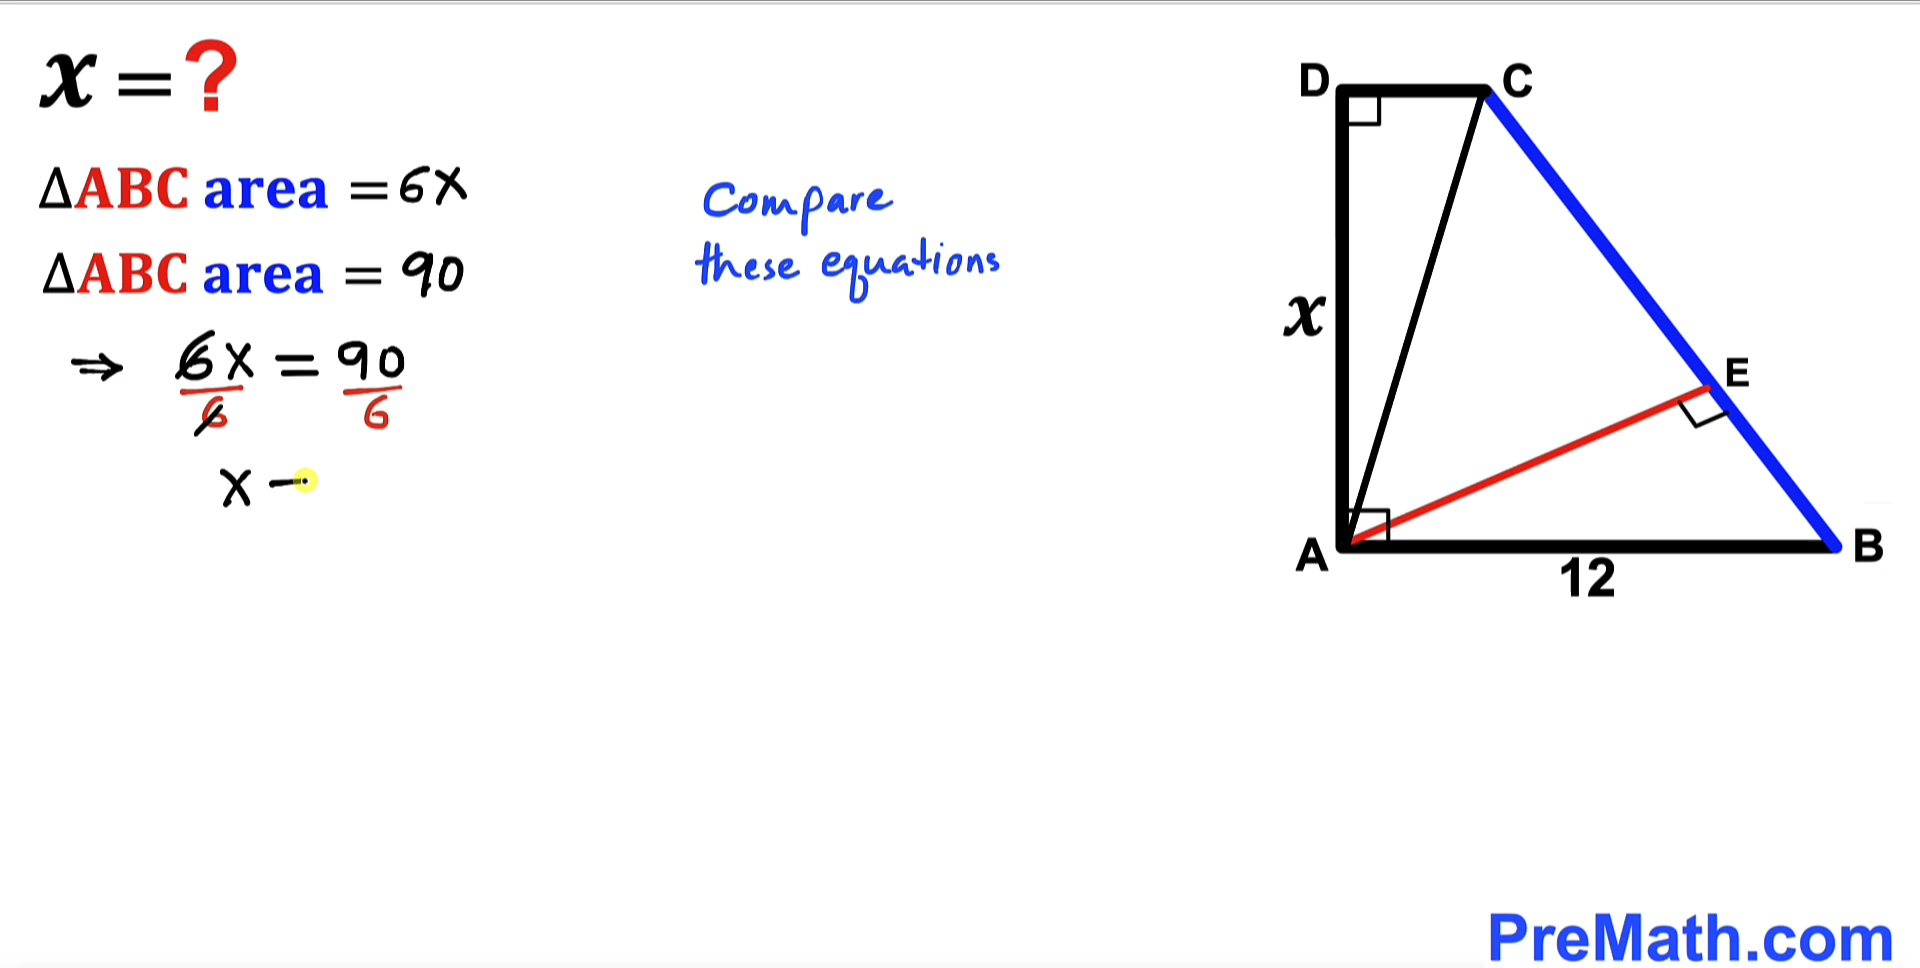 x = ?
ΔABC area = 6x
ΔABC area = 90
⇒ 6x = 90
6 6
x –
Compare
these equations
D C
x
E
A B
12
PreMath.com